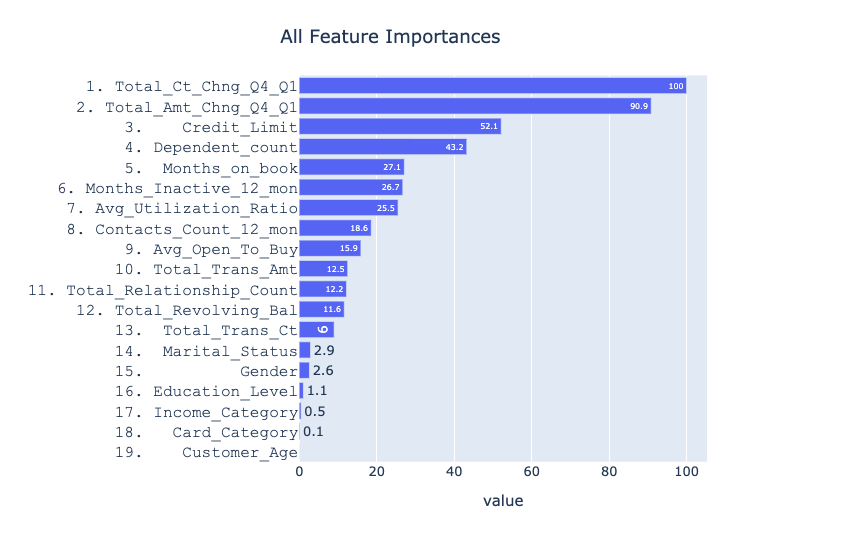 All Feature Importances
1. Total_Ct_Chng_Q4_Q1 100
2. Total_Amt_Chng_Q4_Q1 90.9
3. Credit_Limit 52.1
4. Dependent_count 43.2
5. Months_on_book 27.1
6. Months_Inactive_12_mon 26.7
7. Avg_Utilization_Ratio 25.5
8. Contacts_Count_12_mon 18.6
9. Avg_Open_To_Buy 15.9
10. Total_Trans_Amt 12.5
11. Total_Relationship_Count 12.2
12. Total_Revolving_Bal 11.6
13. Total_Trans_Ct 9
14. Marital_Status 2.9
15. Gender 2.6
16. Education_Level 1.1
17. Income_Category 0.5
18. Card_Category 0.1
19. Customer_Age
0 20 40 60 80 100
value